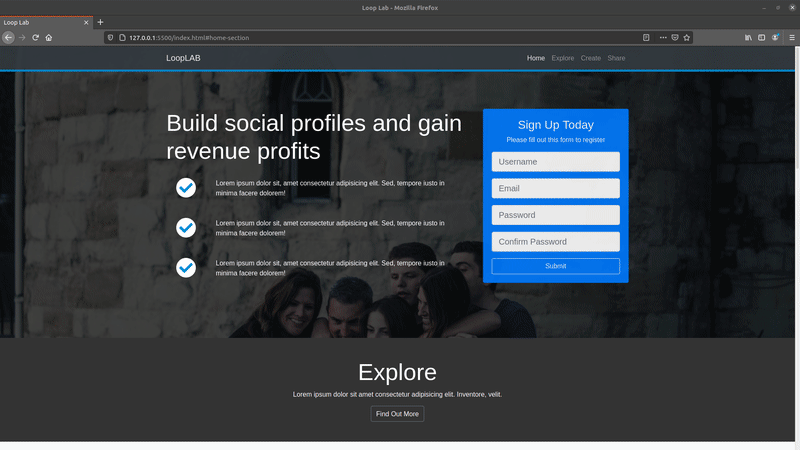 Loop Lab - Mozilla Firefox
Loop Lab
127.0.0.1:5500/index.html#home-section
LoopLAB
Home Explore Create Share
Build social profiles and gain
revenue profits
Lorem ipsum dolor sit, amet consectetur adipisicing elit. Sed, tempore iusto in
minima facere dolorem!
Lorem ipsum dolor sit, amet consectetur adipisicing elit. Sed, tempore iusto in
minima facere dolorem!
Lorem ipsum dolor sit, amet consectetur adipisicing elit. Sed, tempore iusto in
minima facere dolorem!
Sign Up Today
Please fill out this form to register
Username
Email
Password
Confirm Password
Submit
Explore
Lorem ipsum dolor sit amet consectetur adipisicing elit. Inventore, velit.
Find Out More